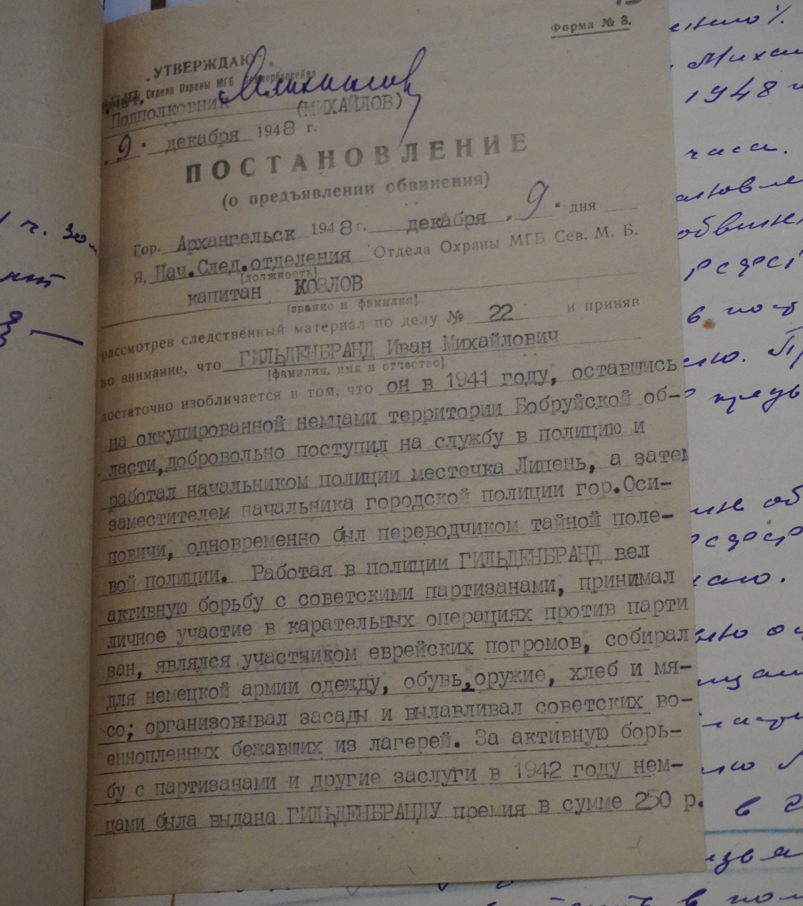 Форма № 8.
„УТВЕРЖДАЮ“
Отдела Охраны МГБ
Подполковник
(МИХАЙЛОВ)
„9“ декабря 1948 г.
ПОСТАНОВЛЕНИЕ
(о предъявлении обвинения)
Гор. Архангельск 1948 г. декабря „9“ дня
Я, Нач.След.отделения Отдела Охраны МГБ Сев. М. Б.
(должность)
капитан КОЗЛОВ
(звание и фамилия)
рассмотрев следственный материал по делу № 22 и приняв
во внимание, что ГИЛЬДЕНБРАНД Иван Михайлович
(фамилия, имя и отчество)
достаточно изобличается в том, что он в 1941 году, оставшись
на оккупированной немцами территории Бобруйской об-
ласти, добровольно поступил на службу в полицию и
работал начальником полиции местечка Липень, а затем
заместителем начальника городской полиции гор.Оси-
повичи, одновременно был переводчиком тайной поле-
вой полиции. Работая в полиции ГИЛЬДЕНБРАНД вел
активную борьбу с советскими партизанами, принимал
личное участие в карательных операциях против парти
зан, являлся участником еврейских погромов, собирал
для немецкой армии одежду, обувь,оружие, хлеб и мя-
со; организовывал засады и вылавливал советских во-
еннопленных бежавших из лагерей. За активную борь-
бу с партизанами и другие заслуги в 1942 году нем-
цами была выдана ГИЛЬДЕНБРАНДУ премия в сумме 250 р.
1948
часа.